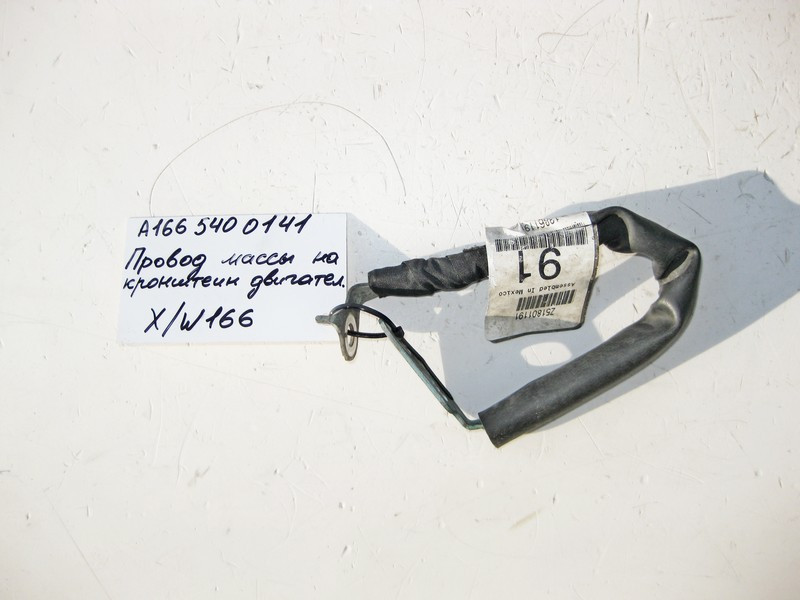 A166 540 0141
Провод массы на
кронштейн двигател.
X/W166
91
Assembled In Mexico